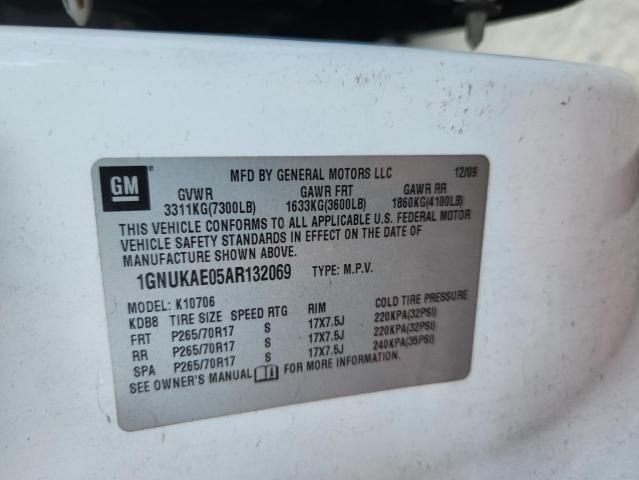 GM
MFD BY GENERAL MOTORS LLC 12/09
GVWR GAWR FRT GAWR RR
3311KG(7300LB) 1633KG(3600LB) 1860KG(4100LB)
THIS VEHICLE CONFORMS TO ALL APPLICABLE U.S. FEDERAL MOTOR
VEHICLE SAFETY STANDARDS IN EFFECT ON THE DATE OF
MANUFACTURE SHOWN ABOVE.
1GNUKAE05AR132069 TYPE: M.P.V.
MODEL: K10706
KDBB TIRE SIZE SPEED RTG RIM COLD TIRE PRESSURE
FRT P265/70R17 S 17X7.5J 220KPA(32PSI)
RR P265/70R17 S 17X7.5J 220KPA(32PSI)
SPA P265/70R17 S 17X7.5J 240KPA(35PSI)
SEE OWNER'S MANUAL FOR MORE INFORMATION.